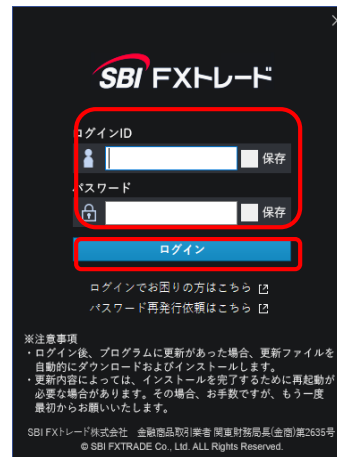 SBI FXトレード
ログインID
保存
パスワード
保存
ログイン
ログインでお困りの方はこちら
パスワード再発行依頼はこちら
※注意事項
・ログイン後、プログラムに更新があった場合、更新ファイルを
自動的にダウンロードおよびインストールします。
・更新内容によっては、インストールを完了するために再起動が
必要な場合があります。その場合、お手数ですが、もう一度
最初からお願いいたします。
SBI FXトレード株式会社 金融商品取引業者 関東財務局長(金商)第2635号
© SBI FXTRADE Co., Ltd. ALL Rights Reserved.